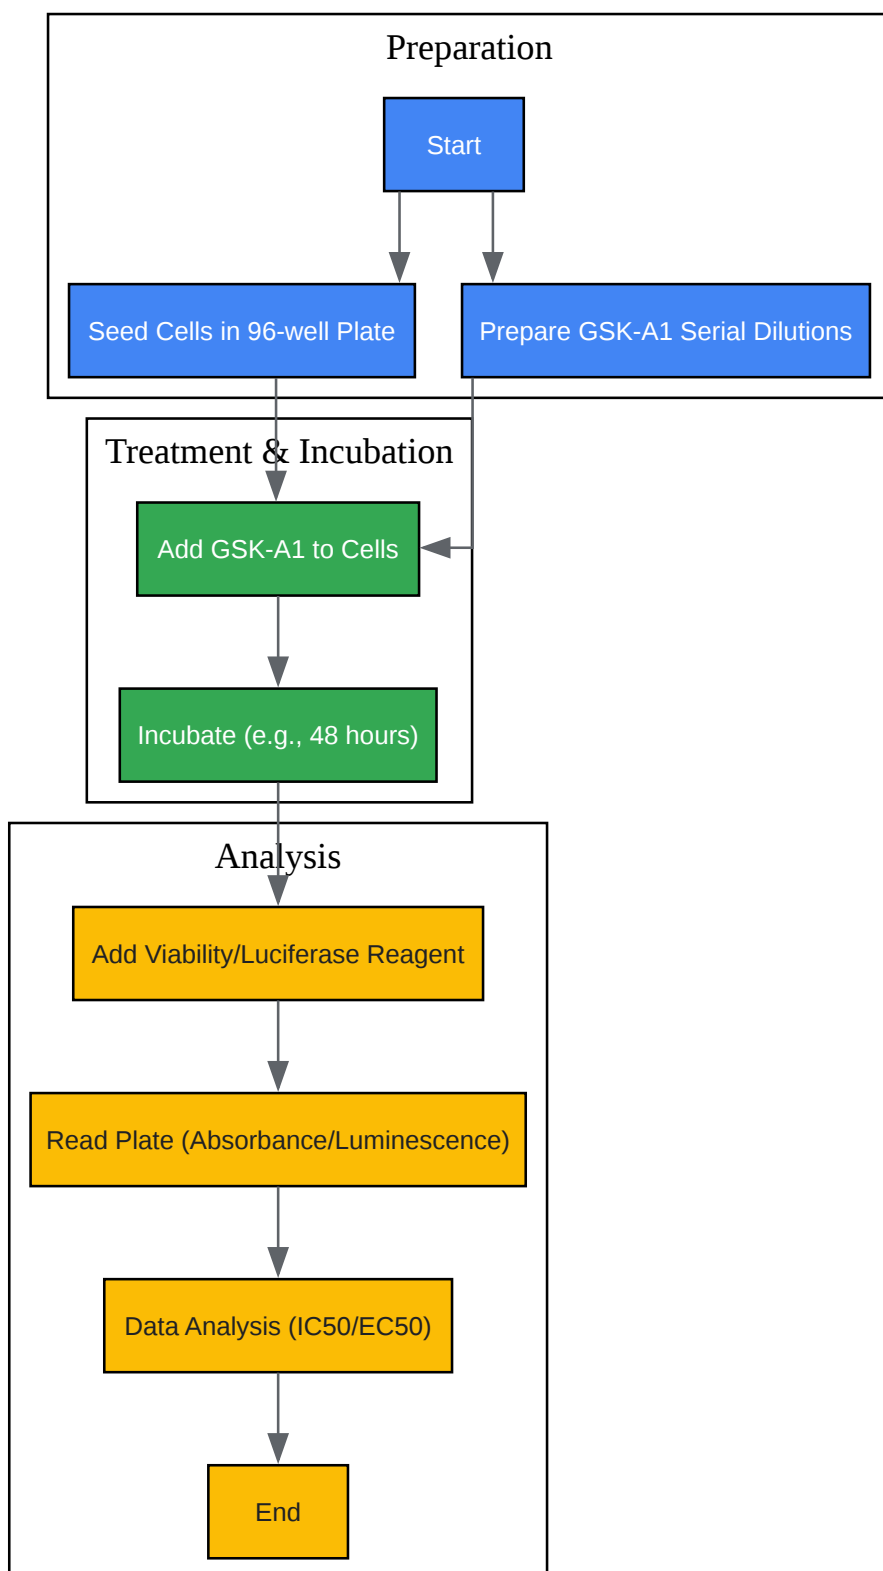 Preparation
Start
Seed Cells in 96-well Plate
Prepare GSK-A1 Serial Dilutions
Treatment & Incubation
Add GSK-A1 to Cells
Incubate (e.g., 48 hours)
Analysis
Add Viability/Luciferase Reagent
Read Plate (Absorbance/Luminescence)
Data Analysis (IC50/EC50)
End